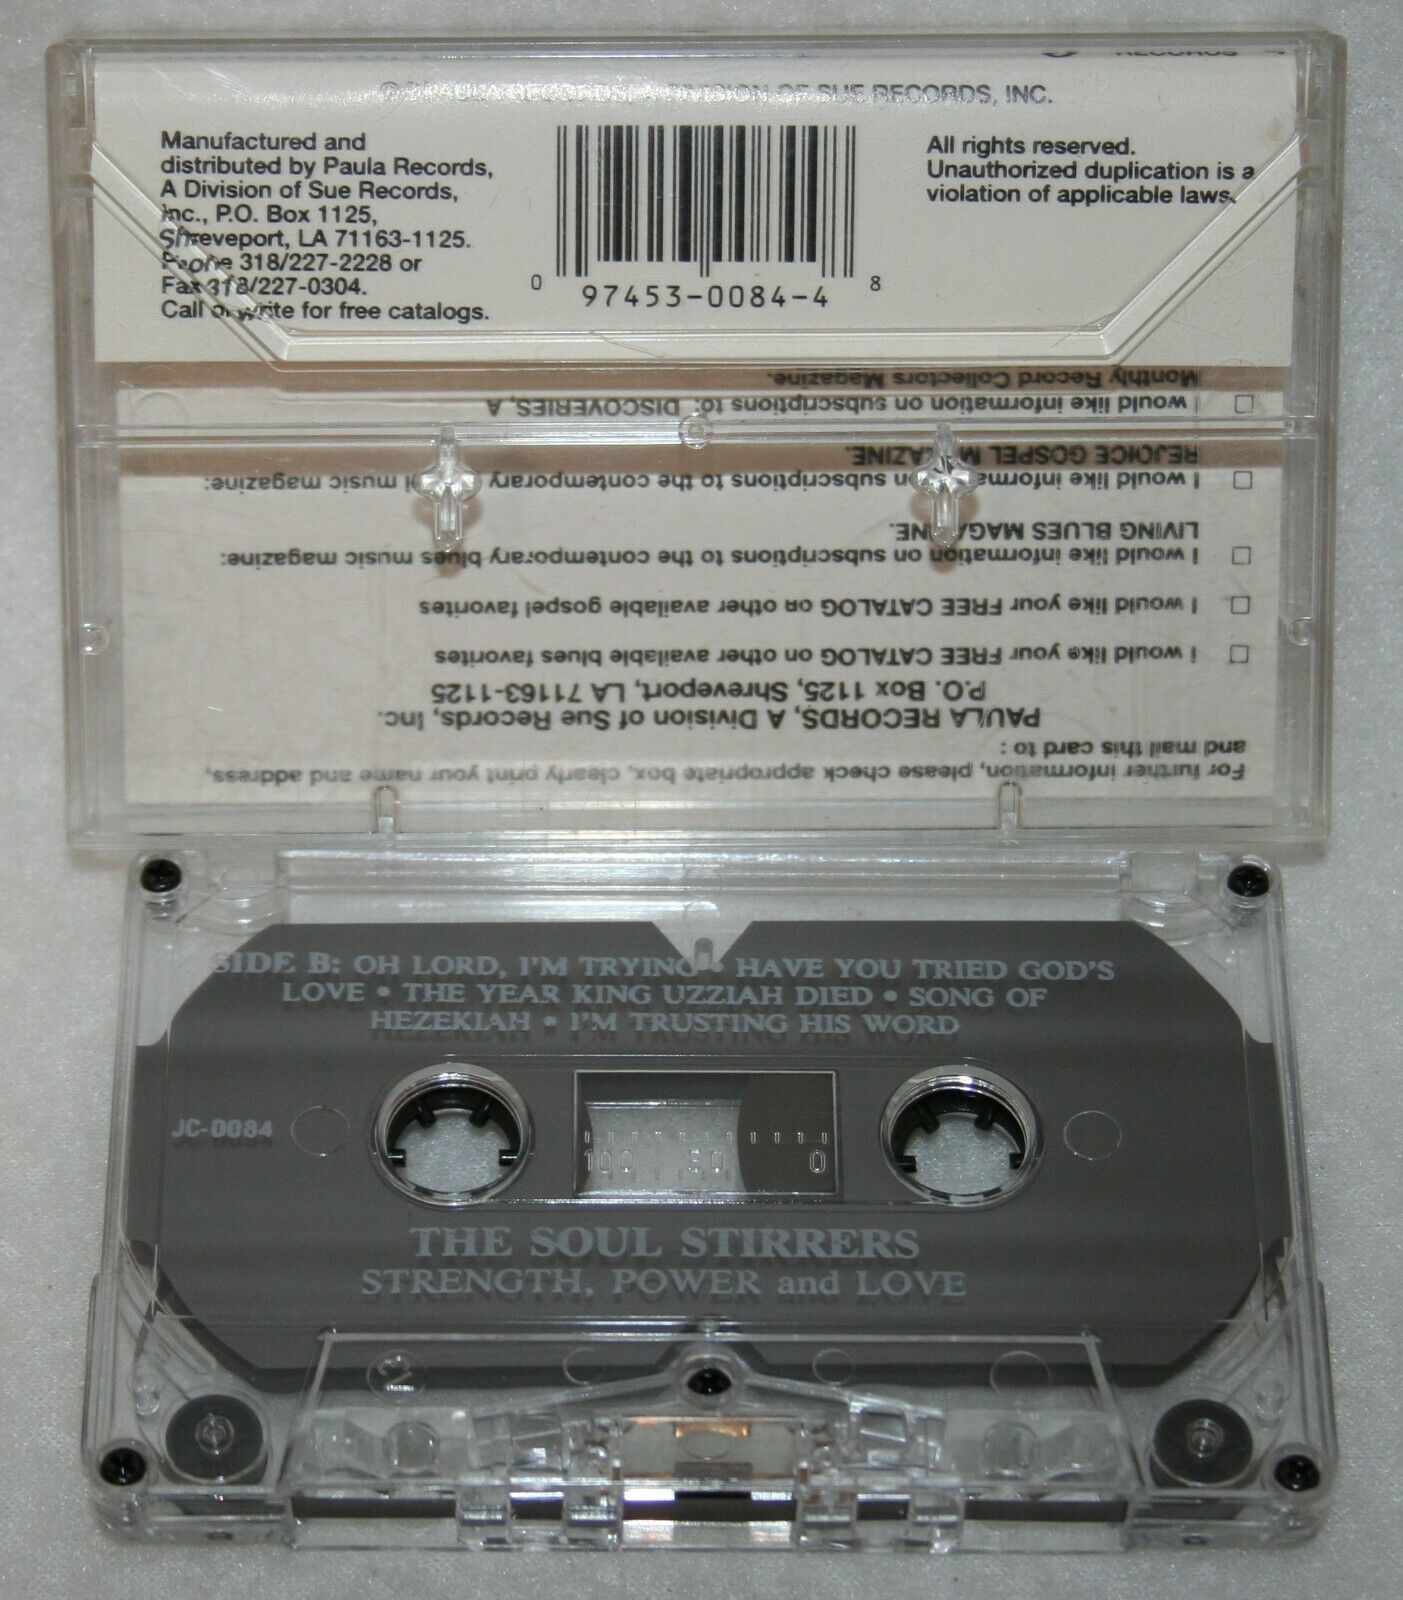 RECORDS
DIVISION OF SUE RECORDS, INC.
Manufactured and
distributed by Paula Records,
A Division of Sue Records,
Inc., P.O. Box 1125,
Shreveport, LA 71163-1125.
Phone 318/227-2228 or
Fax 318/227-0304.
Call or write for free catalogs.
0 97453-0084-4 8
All rights reserved.
Unauthorized duplication is a
violation of applicable laws.
For further information, please check appropriate box, clearly print your name and address,
and mail this card to :
PAULA RECORDS, A Division of Sue Records, Inc.
P.O. Box 1125, Shreveport, LA 71163-1125
I would like your FREE CATALOG on other available blues favorites
I would like your FREE CATALOG on other available gospel favorites
I would like information on subscriptions to the contemporary blues music magazine:
LIVING BLUES MAGAZINE.
I would like information on subscriptions to the contemporary music magazine:
REJOICE GOSPEL MAGAZINE.
I would like information on subscriptions to: DISCOVERIES, A
Monthly Record Collectors Magazine.
SIDE B: OH LORD, I'M TRYING • HAVE YOU TRIED GOD'S
LOVE • THE YEAR KING UZZIAH DIED • SONG OF
HEZEKIAH • I'M TRUSTING HIS WORD
JC-0084
100 50 0
THE SOUL STIRRERS
STRENGTH, POWER and LOVE
2